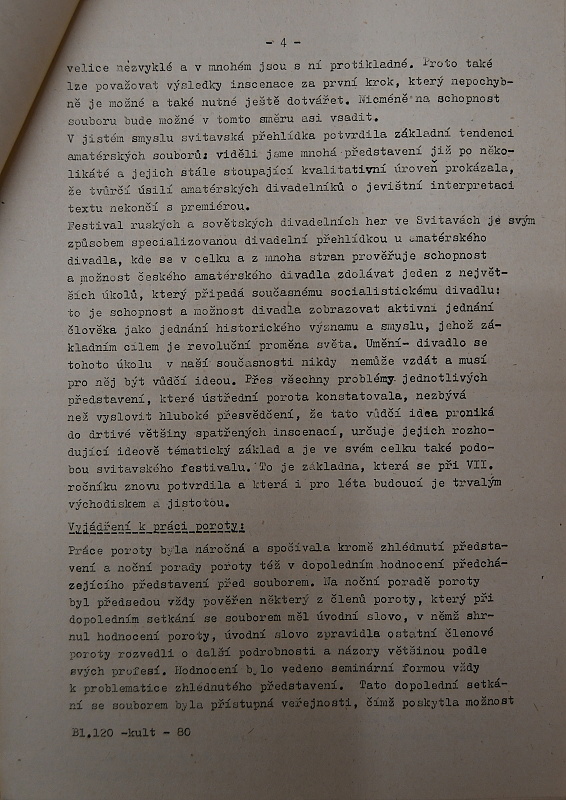 - 4 -
velice nezvyklé a v mnohém jsou s ní protikladné. Proto také
lze považovat výsledky inscenace za první krok, který nepochyb-
ně je možné a také nutné ještě dotvářet. Nicméně na schopnost
souboru bude možné v tomto směru asi vsadit.
V jistém smyslu svitavská přehlídka potvrdila základní tendenci
amatérských souborů: viděli jsme mnohá představení již po něko-
likáté a jejich stále stoupající kvalitativní úroveň prokázala,
že tvůrčí úsilí amatérských divadelníků o jevištní interpretaci
textu nekončí s premiérou.
Festival ruských a sovětských divadelních her ve Svitavách je svým
způsobem specializovanou divadelní přehlídkou u amatérského
divadla, kde se v celku a z mnoha stran prověřuje schopnost
a možnost českého amatérského divadla zdolávat jeden z největ-
ších úkolů, který připadá současnému socialistickému divadlu:
to je schopnost a možnost divadla zobrazovat aktivní jednání
člověka jako jednání historického významu a smyslu, jehož zá-
kladním cílem je revoluční proměna světa. Umění- divadlo se
tohoto úkolu v naší současnosti nikdy nemůže vzdát a musí
pro něj být vůdčí ideou. Přes všechny problémy jednotlivých
představení, které ústřední porota konstatovala, nezbývá
než vyslovit hluboké přesvědčení, že tato vůdčí idea proniká
do drtivé většiny spatřených inscenací, určuje jejich rozho-
dující ideově tématický základ a je ve svém celku také podo-
bou svitavského festivalu. To je základna, která se při VII.
ročníku znovu potvrdila a která i pro léta budoucí je trvalým
východiskem a jistotou.
Vyjádření k práci poroty:
Práce poroty byla náročná a spočívala kromě zhlédnutí představ-
vení a noční porady poroty též v dopoledním hodnocení předchá-
zejícího představení před souborem. Na noční poradě poroty
byl předsedou vždy pověřen některý z členů poroty, který při
dopoledním setkání se souborem měl úvodní slovo, v němž shr-
nul hodnocení poroty, úvodní slovo zpravidla ostatní členové
poroty rozvedli o další podrobnosti a názory většinou podle
svých profesí. Hodnocení bylo vedeno seminární formou vždy
k problematice zhlédnutého představení. Tato dopolední setká-
ní se souborem byla přístupná veřejnosti, čímž poskytla možnost
Bl.120 -kult - 80